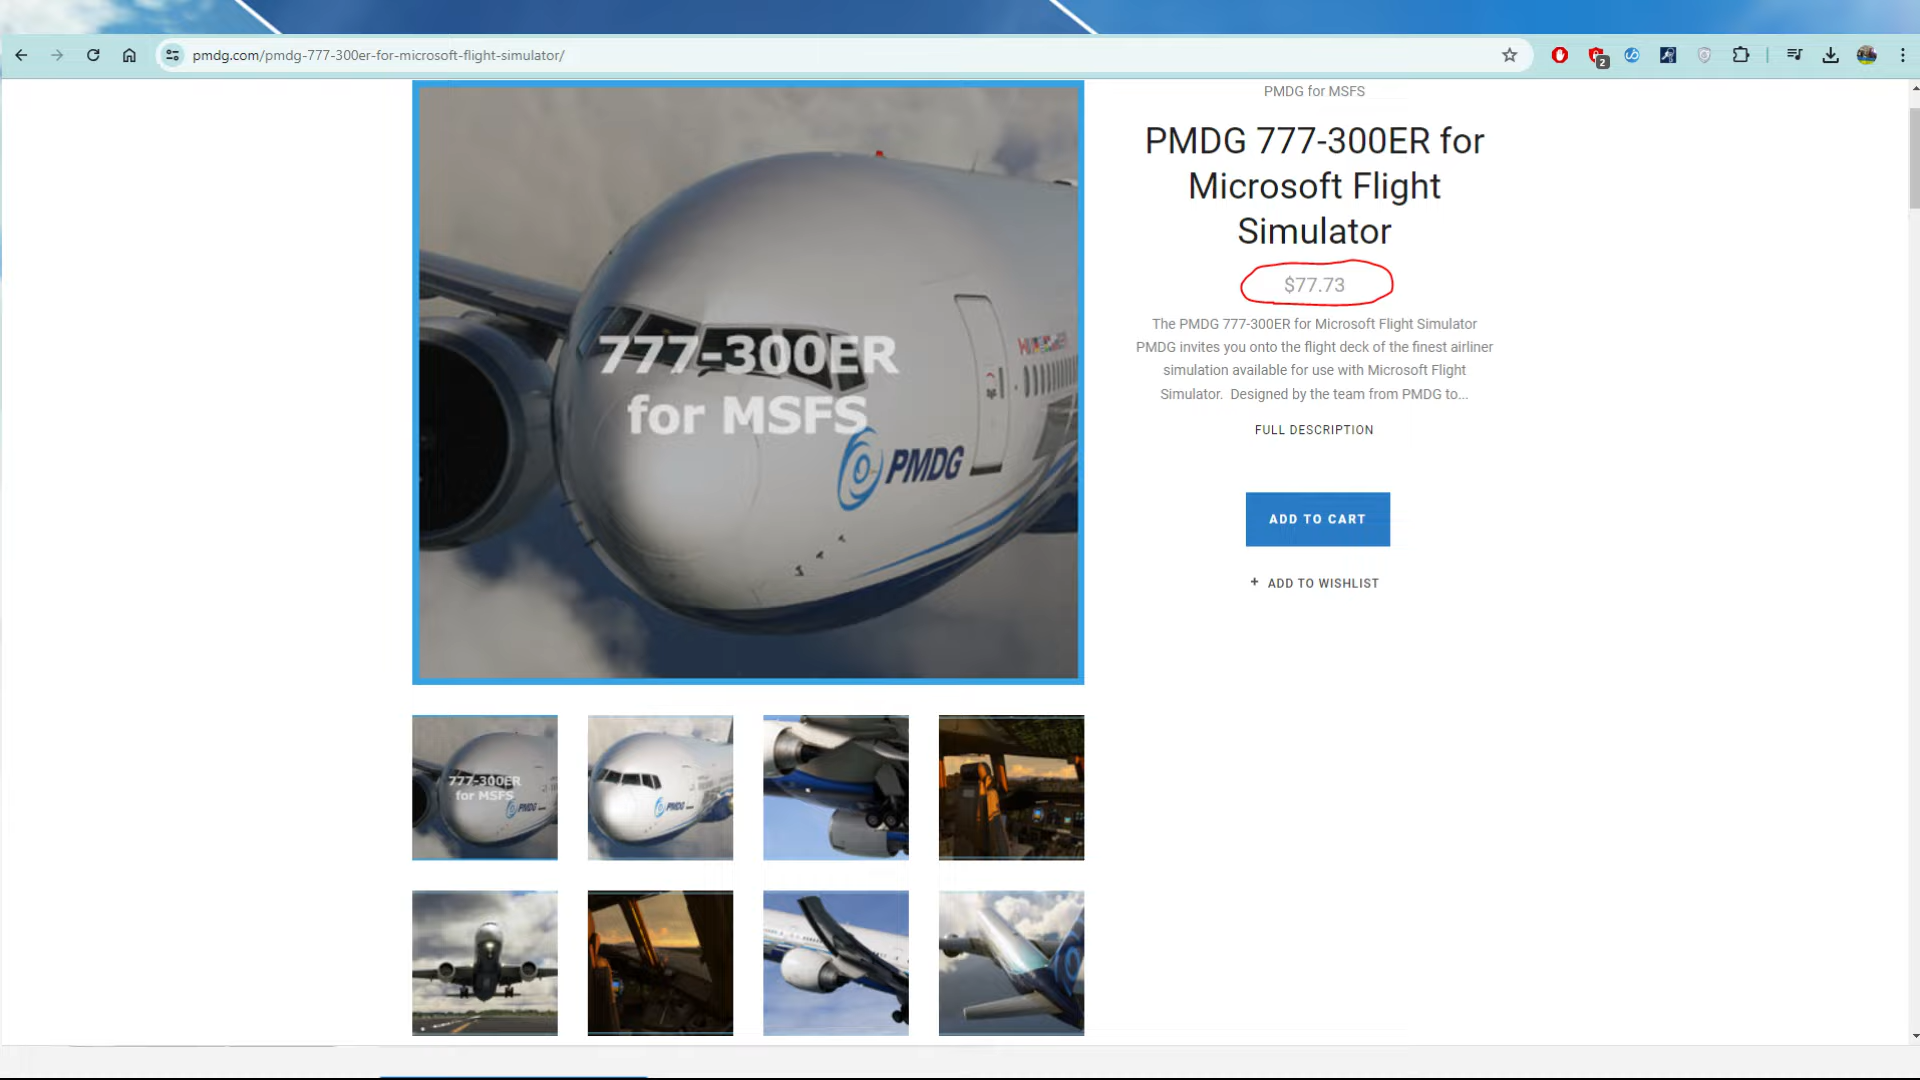 pmdg.com/pmdg-777-300er-for-microsoft-flight-simulator/
2
PMDG for MSFS
PMDG 777-300ER for
Microsoft Flight
Simulator
$77.73
The PMDG 777-300ER for Microsoft Flight Simulator
PMDG invites you onto the flight deck of the finest airliner
simulation available for use with Microsoft Flight
Simulator.  Designed by the team from PMDG to...
FULL DESCRIPTION
ADD TO CART
+ ADD TO WISHLIST
777-300ER
for MSFS
PMDG
777-300ER
for MSFS
PMDG
PMDG